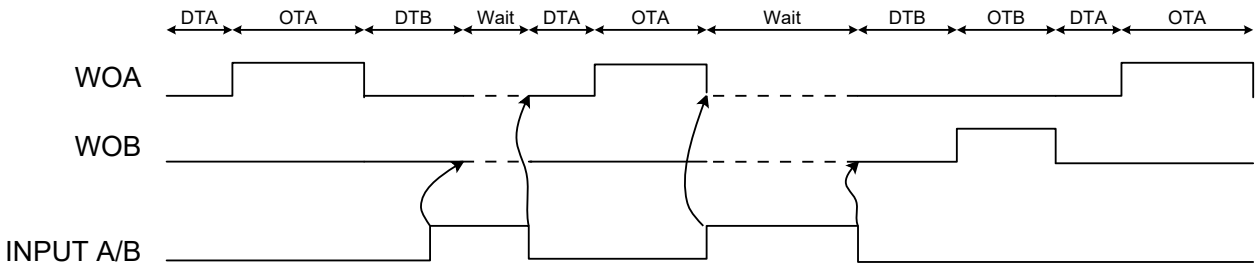 DTA OTA DTB Wait DTA OTA Wait DTB OTB DTA OTA
WOA
WOB
INPUT A/B